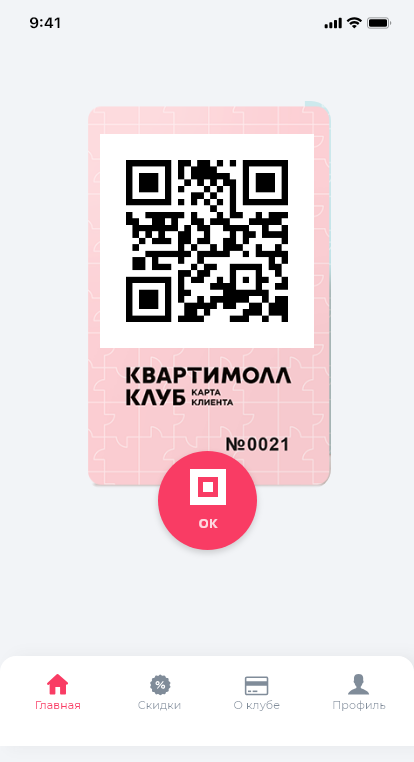 9:41
КВАРТИМОЛЛ
КЛУБ КАРТА
КЛИЕНТА
№0021
ОК
%
Главная
Скидки
О клубе
Профиль